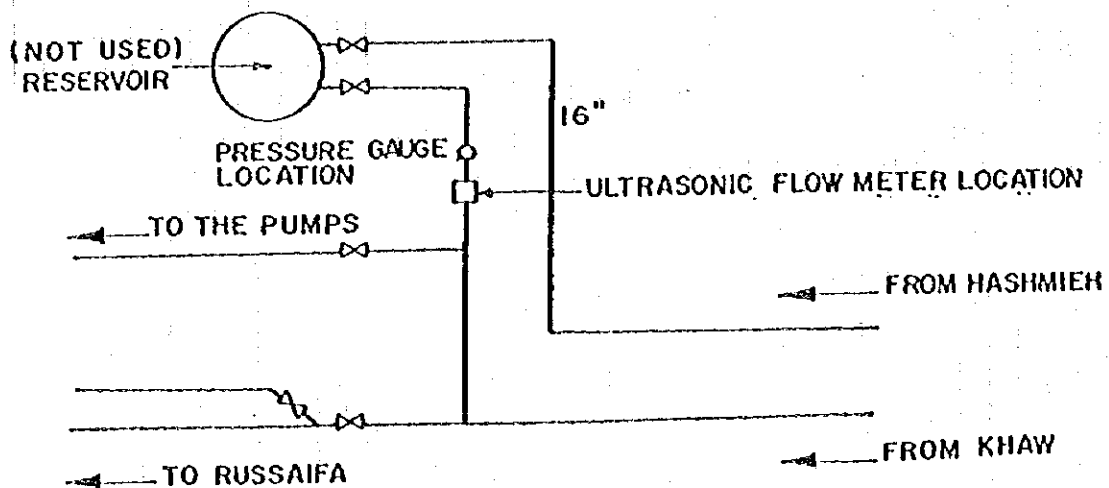 (NOT USED)
RESERVOIR
16"
PRESSURE GAUGE
LOCATION
ULTRASONIC FLOW METER LOCATION
TO THE PUMPS
FROM HASHMIEH
FROM KHAW
TO RUSSAIFA